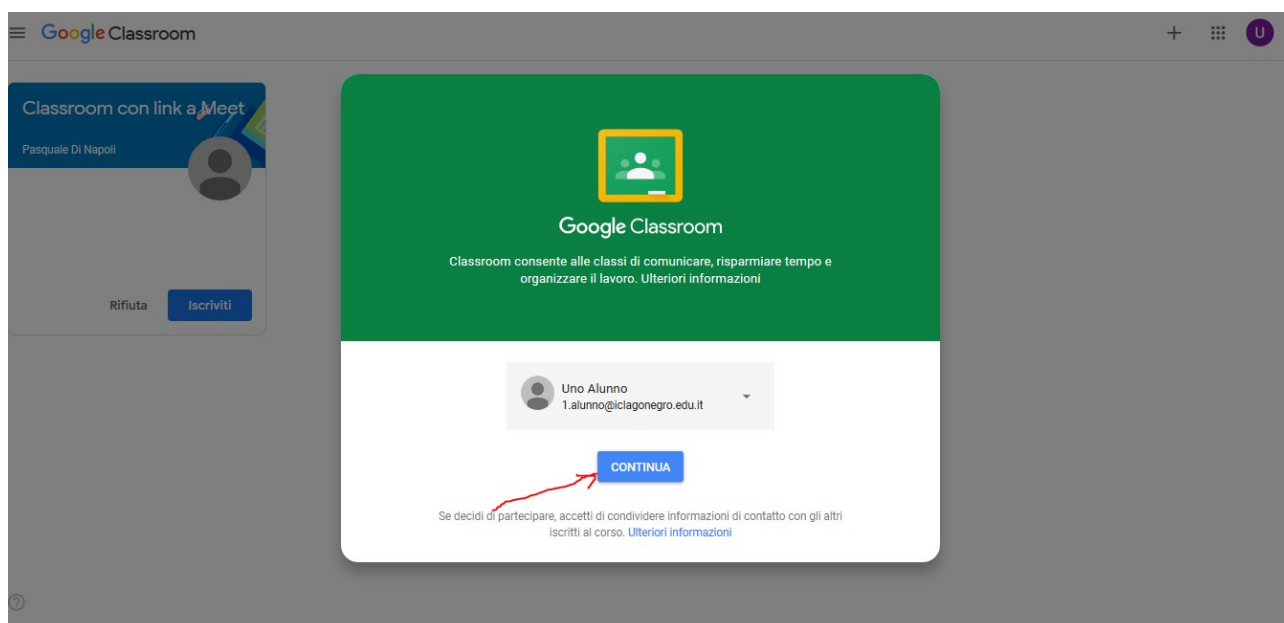 Google Classroom
U
Classroom con link a Meet
Pasquale Di Napoli
Rifiuta
Iscriviti
Google Classroom
Classroom consente alle classi di comunicare, risparmiare tempo e
organizzare il lavoro. Ulteriori informazioni
Uno Alunno
1.alunno@iclagonegro.edu.it
CONTINUA
Se decidi di partecipare, accetti di condividere informazioni di contatto con gli altri
iscritti al corso. Ulteriori informazioni